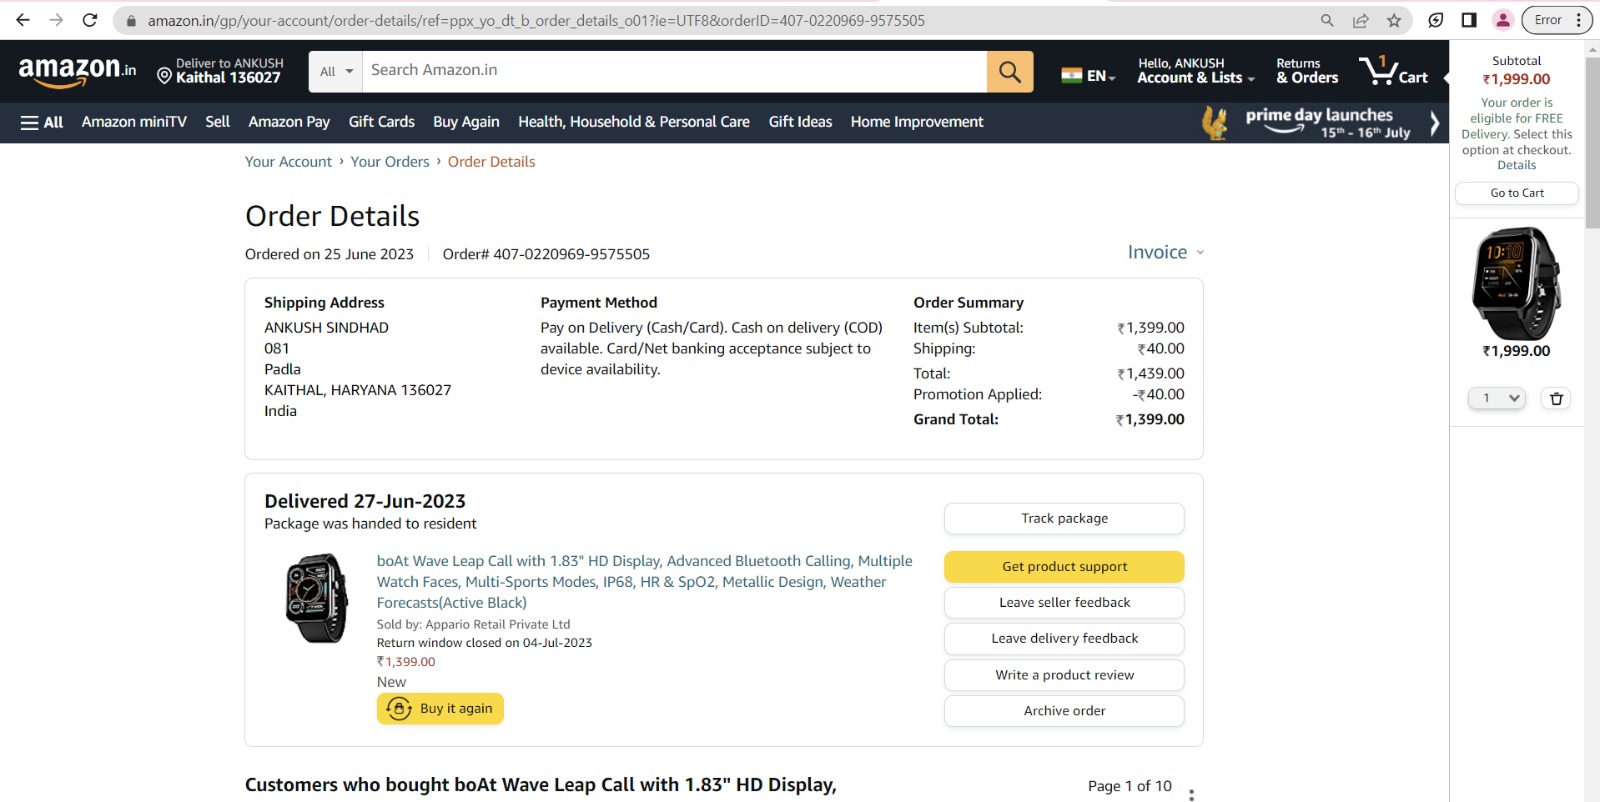 amazon.in/gp/your-account/order-details/ref=ppx_yo_dt_b_order_details_o01?ie=UTF8&orderID=407-0220969-9575505
Error
amazon.in
Deliver to ANKUSH
Kaithal 136027
All
Search Amazon.in
EN
Hello, ANKUSH
Account & Lists
Returns
& Orders
1
Cart
All
Amazon miniTV
Sell
Amazon Pay
Gift Cards
Buy Again
Health, Household & Personal Care
Gift Ideas
Home Improvement
prime day launches
15th - 16th July
Subtotal
₹1,999.00
Your order is
eligible for FREE
Delivery. Select this
option at checkout.
Details
Go to Cart
10:10
₹1,999.00
1
Your Account › Your Orders › Order Details
Order Details
Ordered on 25 June 2023
Order# 407-0220969-9575505
Invoice
Shipping Address
ANKUSH SINDHAD
081
Padla
KAITHAL, HARYANA 136027
India
Payment Method
Pay on Delivery (Cash/Card). Cash on delivery (COD)
available. Card/Net banking acceptance subject to
device availability.
Order Summary
Item(s) Subtotal: ₹1,399.00
Shipping: ₹40.00
Total: ₹1,439.00
Promotion Applied: -₹40.00
Grand Total: ₹1,399.00
Delivered 27-Jun-2023
Package was handed to resident
boAt Wave Leap Call with 1.83" HD Display, Advanced Bluetooth Calling, Multiple
Watch Faces, Multi-Sports Modes, IP68, HR & SpO2, Metallic Design, Weather
Forecasts(Active Black)
Sold by: Appario Retail Private Ltd
Return window closed on 04-Jul-2023
₹1,399.00
New
Buy it again
Track package
Get product support
Leave seller feedback
Leave delivery feedback
Write a product review
Archive order
Customers who bought boAt Wave Leap Call with 1.83" HD Display,
Page 1 of 10